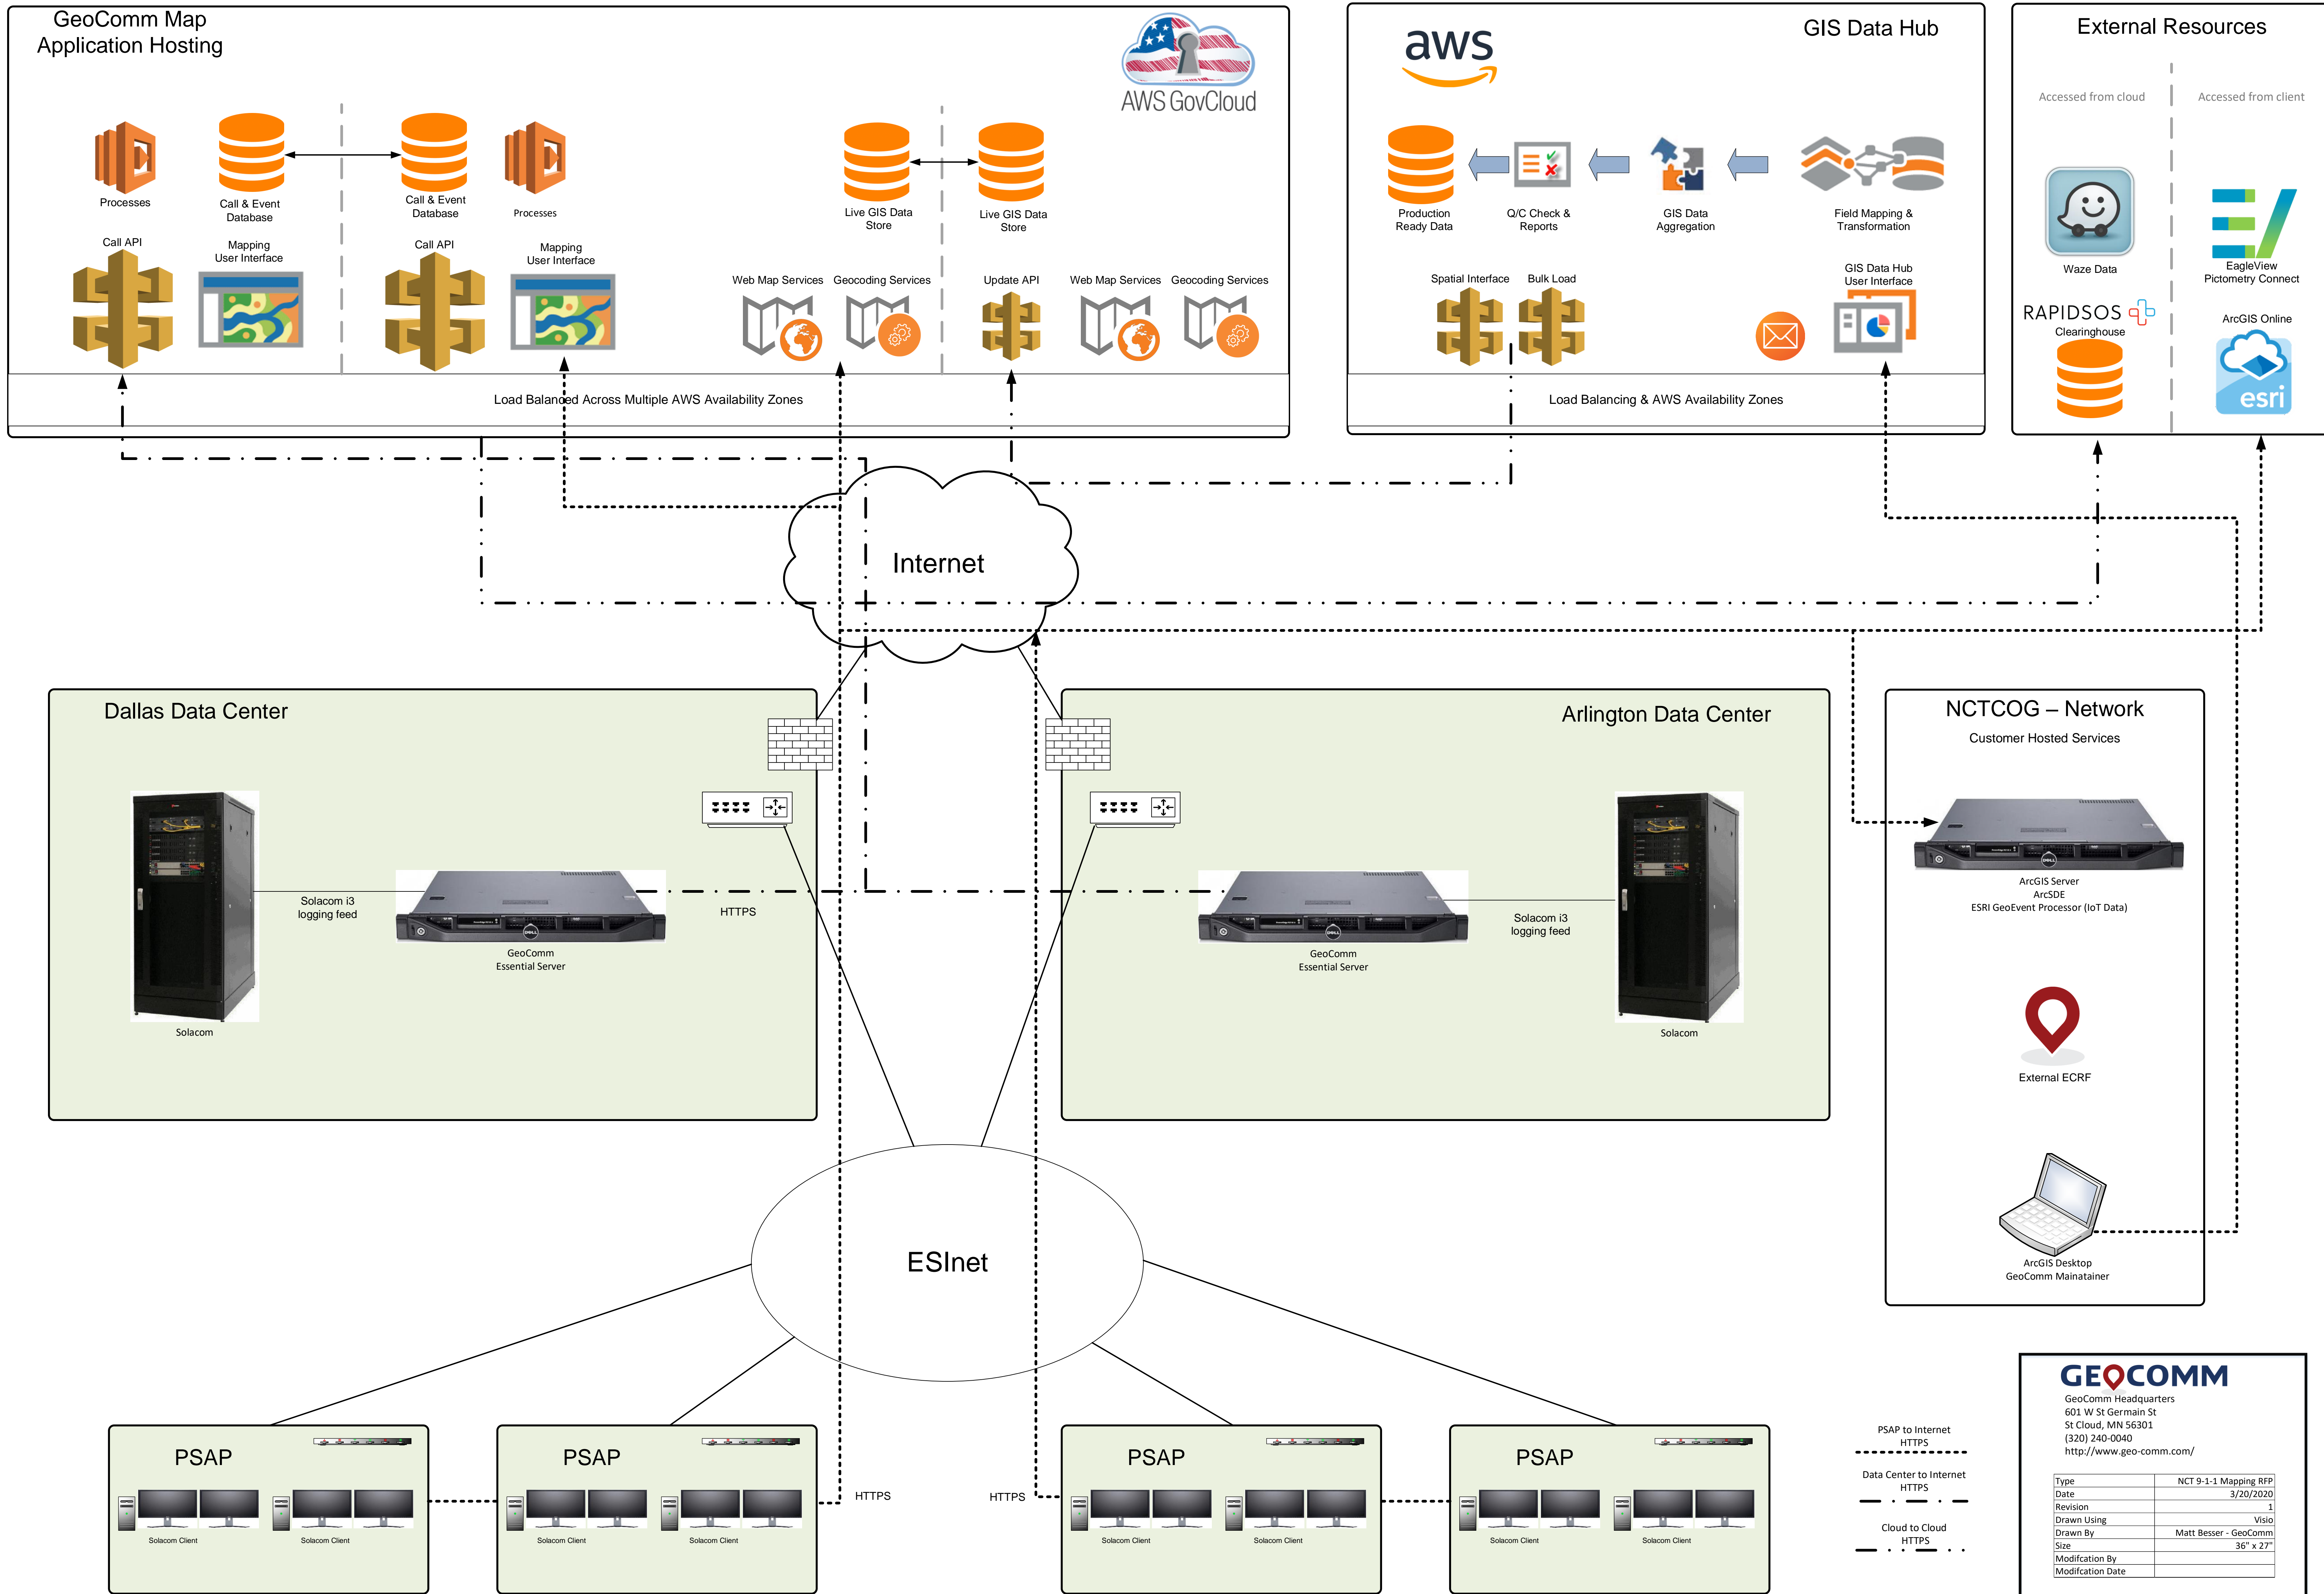 GeoComm Map
Application Hosting
AWS GovCloud
Processes
Call & Event
Database
Call & Event
Database
Processes
Live GIS Data
Store
Live GIS Data
Store
Call API
Mapping
User Interface
Call API
Mapping
User Interface
Web Map Services
Geocoding Services
Update API
Web Map Services
Geocoding Services
Load Balanced Across Multiple AWS Availability Zones
aws
GIS Data Hub
Production
Ready Data
Q/C Check &
Reports
GIS Data
Aggregation
Field Mapping &
Transformation
Spatial Interface
Bulk Load
GIS Data Hub
User Interface
Load Balancing & AWS Availability Zones
External Resources
Accessed from cloud
Accessed from client
Waze Data
EagleView
Pictometry Connect
RAPIDSOS
Clearinghouse
ArcGIS Online
esri
Internet
Dallas Data Center
Solacom i3
logging feed
HTTPS
GeoComm
Essential Server
Solacom
DELL
Arlington Data Center
GeoComm
Essential Server
Solacom i3
logging feed
Solacom
DELL
NCTCOG – Network
Customer Hosted Services
DELL
ArcGIS Server
ArcSDE
ESRI GeoEvent Processor (IoT Data)
External ECRF
ArcGIS Desktop
GeoComm Mainatainer
ESInet
PSAP
Solacom Client
Solacom Client
PSAP
Solacom Client
Solacom Client
HTTPS
HTTPS
PSAP
Solacom Client
Solacom Client
PSAP
Solacom Client
Solacom Client
PSAP to Internet
HTTPS
Data Center to Internet
HTTPS
Cloud to Cloud
HTTPS
GEOCOMM
GeoComm Headquarters
601 W St Germain St
St Cloud, MN 56301
(320) 240-0040
http://www.geo-comm.com/
Type NCT 9-1-1 Mapping RFP
Date 3/20/2020
Revision 1
Drawn Using Visio
Drawn By Matt Besser - GeoComm
Size 36" x 27"
Modifcation By
Modifcation Date